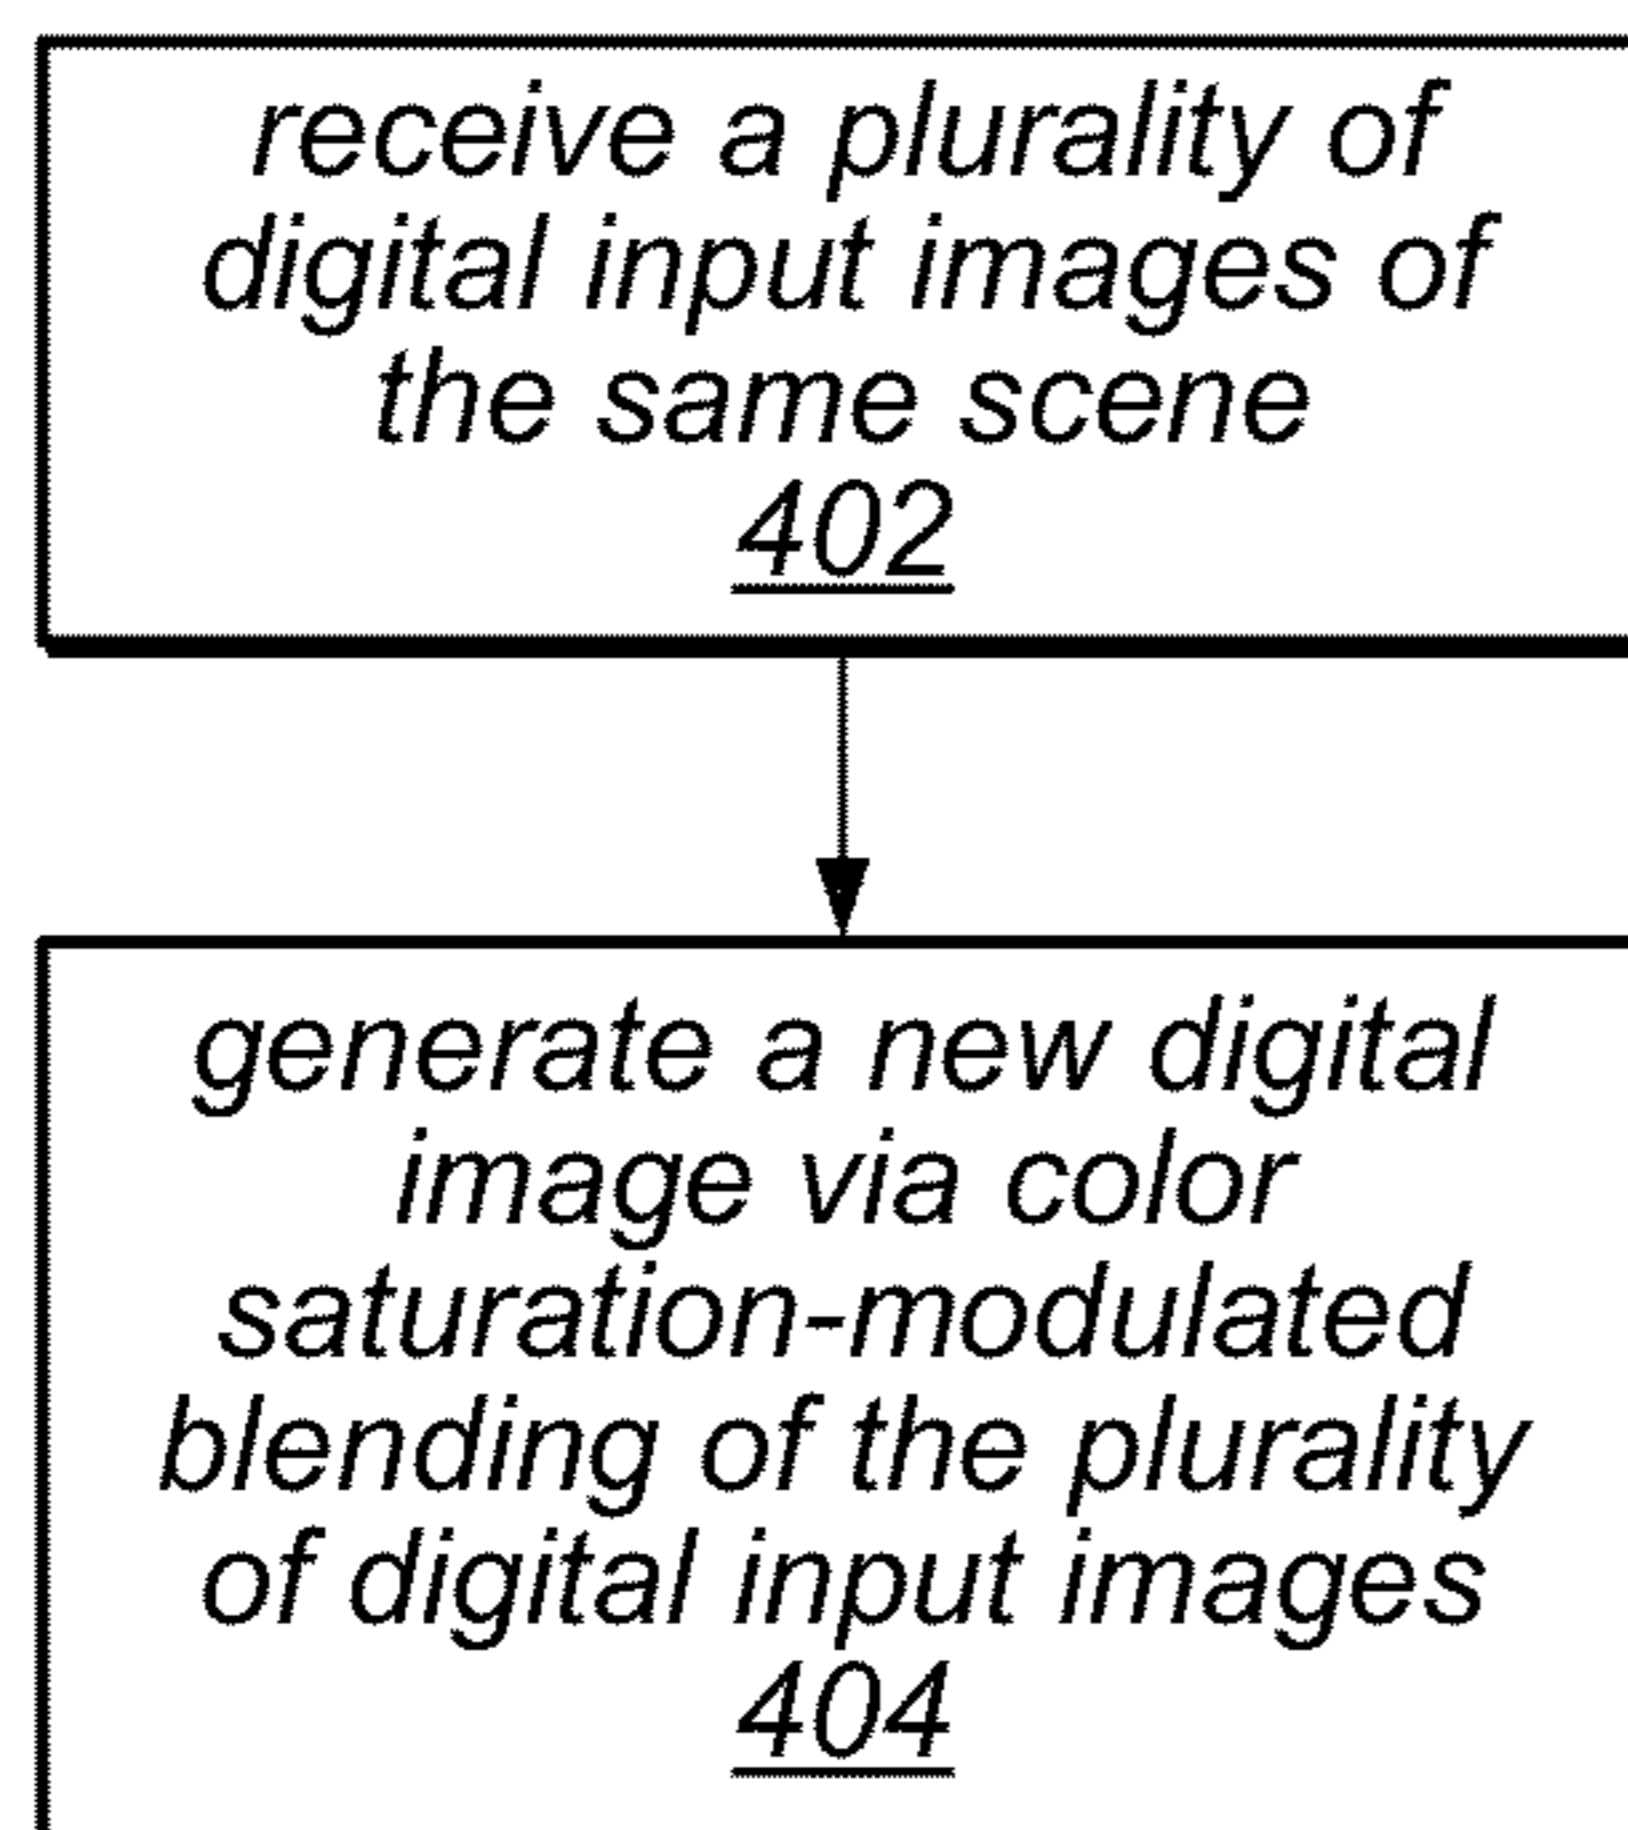 receive a plurality of
digital input images of
the same scene
402
generate a new digital
image via color
saturation-modulated
blending of the plurality
of digital input images
404